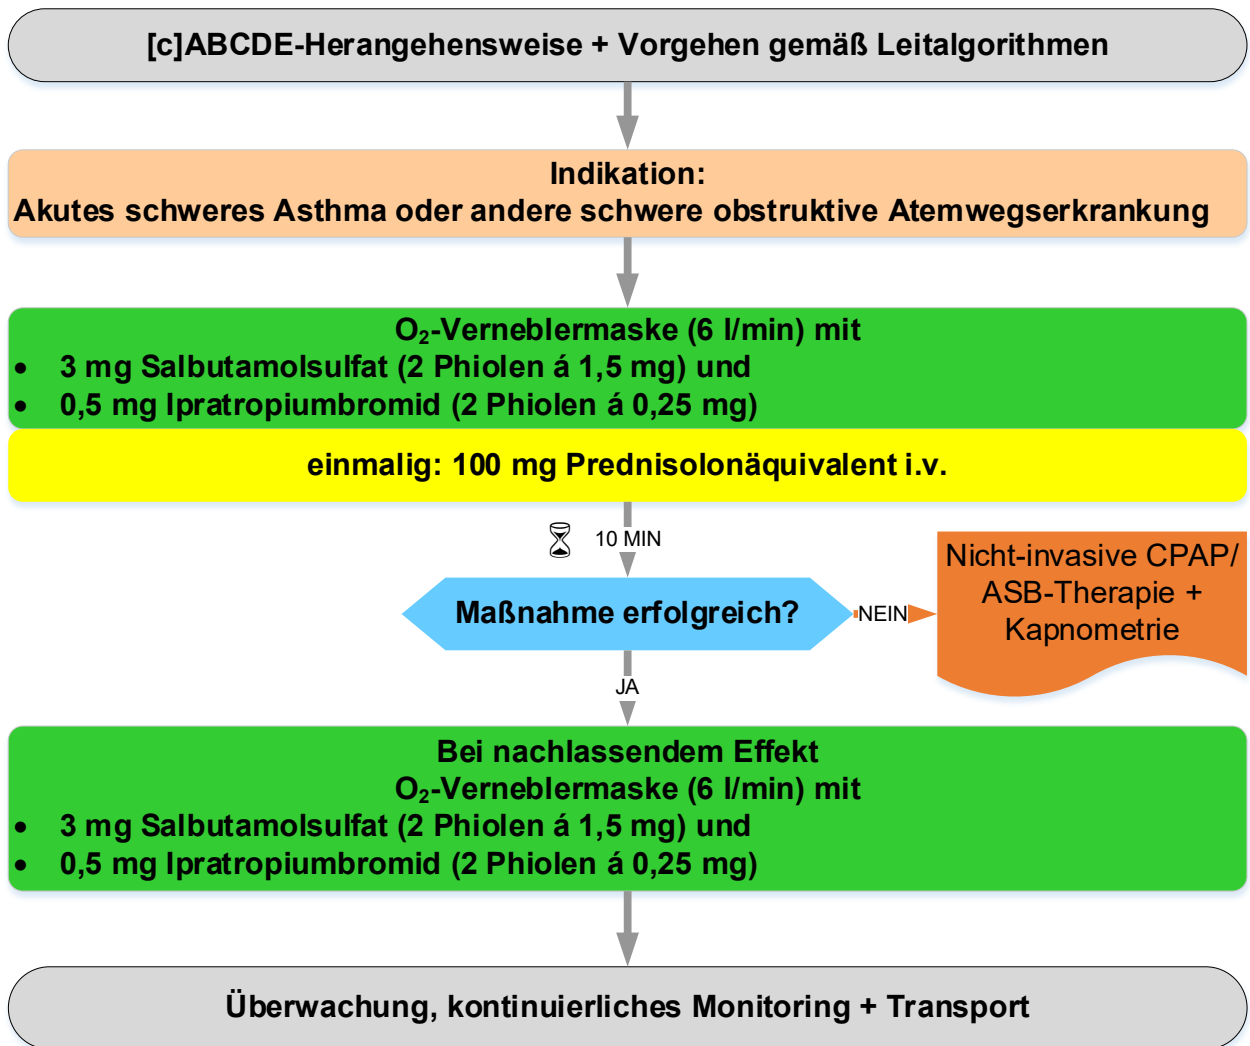 [c]ABCDE-Herangehensweise + Vorgehen gemäß Leitalgorithmen
Indikation:
Akutes schweres Asthma oder andere schwere obstruktive Atemwegserkrankung
O₂-Verneblermaske (6 l/min) mit
• 3 mg Salbutamolsulfat (2 Phiolen á 1,5 mg) und
• 0,5 mg Ipratropiumbromid (2 Phiolen á 0,25 mg)
einmalig: 100 mg Prednisolonäquivalent i.v.
10 MIN
Maßnahme erfolgreich?
NEIN
Nicht-invasive CPAP/
ASB-Therapie +
Kapnometrie
JA
Bei nachlassendem Effekt
O₂-Verneblermaske (6 l/min) mit
• 3 mg Salbutamolsulfat (2 Phiolen á 1,5 mg) und
• 0,5 mg Ipratropiumbromid (2 Phiolen á 0,25 mg)
Überwachung, kontinuierliches Monitoring + Transport